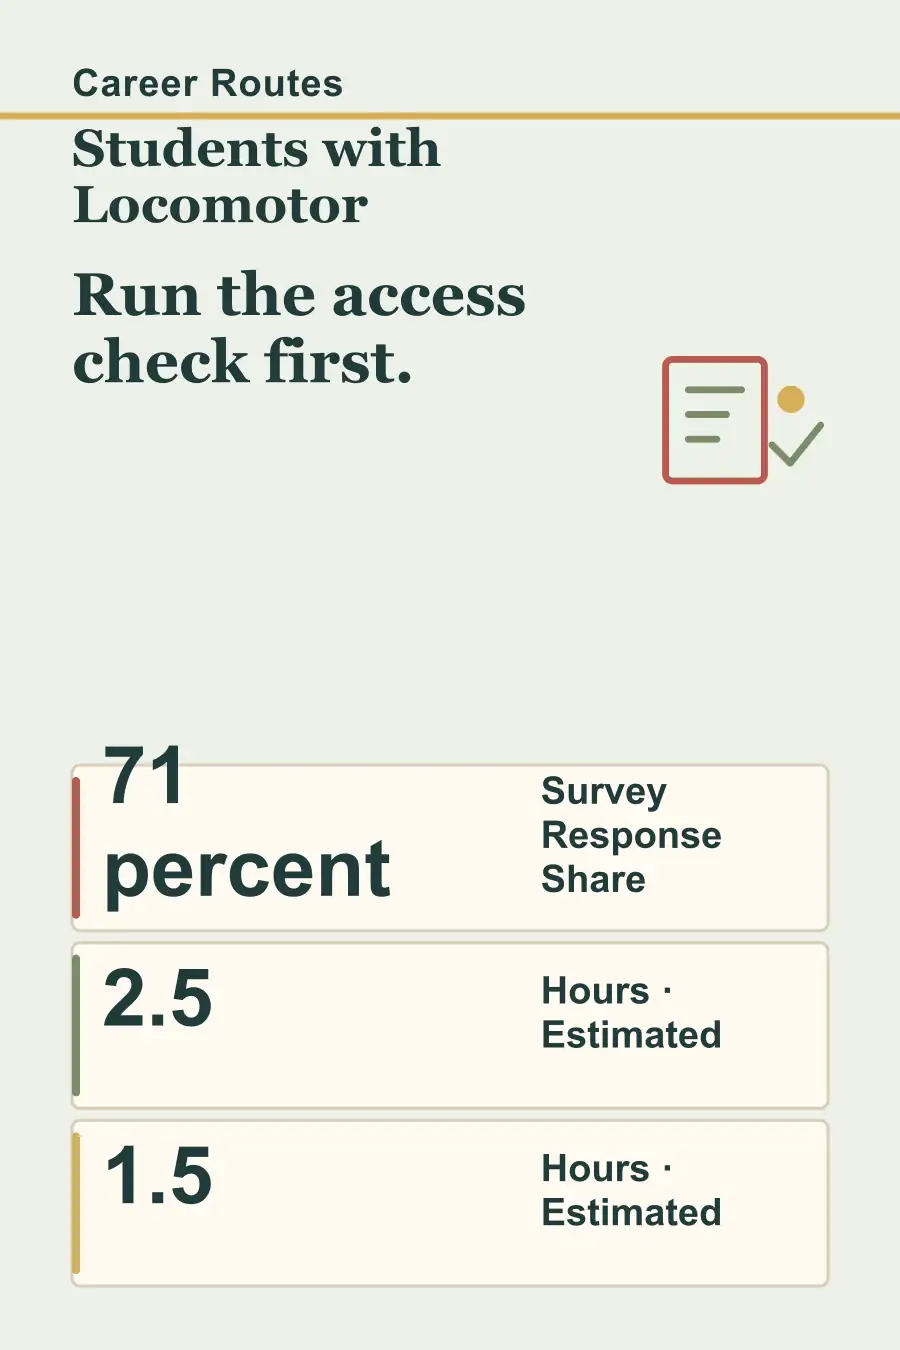 Career Routes
Students with
Locomotor
Run the access
check first.
71
percent
Survey
Response
Share
2.5
Hours ·
Estimated
1.5
Hours ·
Estimated